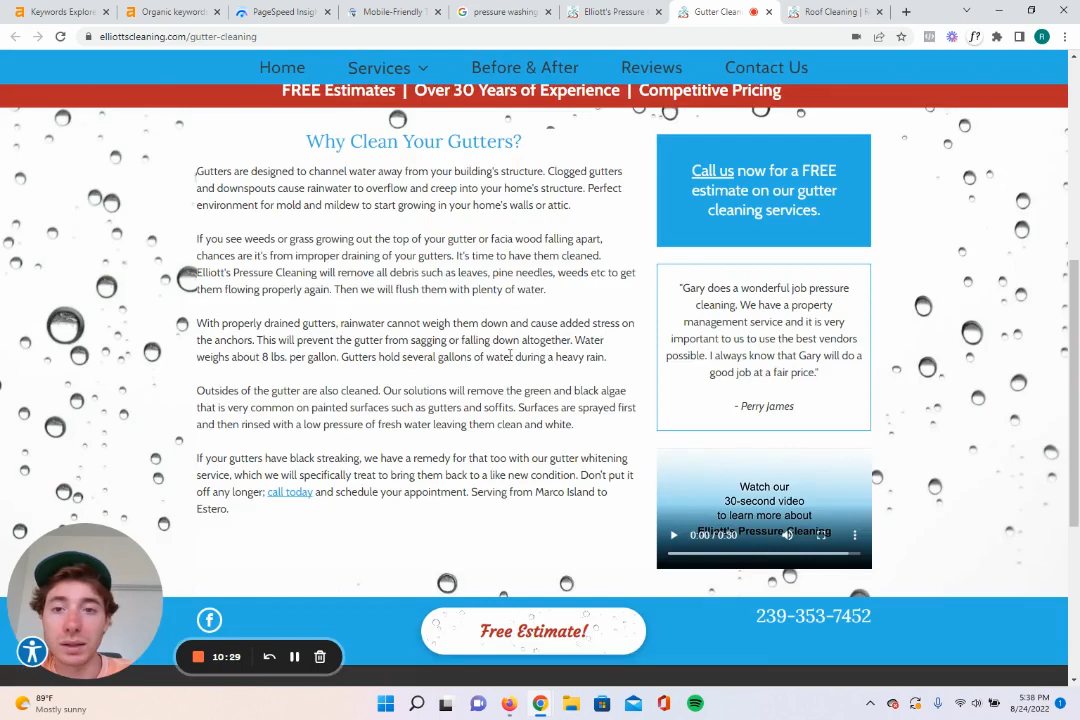 Keywords Explore
Organic keyword
PageSpeed Insig
Mobile-Friendly T
pressure washing
Elliott's Pressure
Gutter Clean
Roof Cleaning | R
elliottscleaning.com/gutter-cleaning
Home
Services
Before & After
Reviews
Contact Us
FREE Estimates | Over 30 Years of Experience | Competitive Pricing
Why Clean Your Gutters?
Gutters are designed to channel water away from your building's structure. Clogged gutters
and downspouts cause rainwater to overflow and creep into your home's structure. Perfect
environment for mold and mildew to start growing in your home's walls or attic.
If you see weeds or grass growing out the top of your gutter or facia wood falling apart,
chances are it's from improper draining of your gutters. It's time to have them cleaned.
Elliott's Pressure Cleaning will remove all debris such as leaves, pine needles, weeds etc to get
them flowing properly again. Then we will flush them with plenty of water.
With properly drained gutters, rainwater cannot weigh them down and cause added stress on
the anchors. This will prevent the gutter from sagging or falling down altogether. Water
weighs about 8 lbs. per gallon. Gutters hold several gallons of water during a heavy rain.
Outsides of the gutter are also cleaned. Our solutions will remove the green and black algae
that is very common on painted surfaces such as gutters and soffits. Surfaces are sprayed first
and then rinsed with a low pressure of fresh water leaving them clean and white.
If your gutters have black streaking, we have a remedy for that too with our gutter whitening
service, which we will specifically treat to bring them back to a like new condition. Don't put it
off any longer; call today and schedule your appointment. Serving from Marco Island to
Estero.
Call us now for a FREE
estimate on our gutter
cleaning services.
"Gary does a wonderful job pressure
cleaning. We have a property
management service and it is very
important to us to use the best vendors
possible. I always know that Gary will do a
good job at a fair price."
- Perry James
Watch our
30-second video
to learn more about
Elliott's Pressure Cleaning
0:00 / 0:30
Free Estimate!
239-353-7452
10:29
89°F
Mostly sunny
5:38 PM
8/24/2022